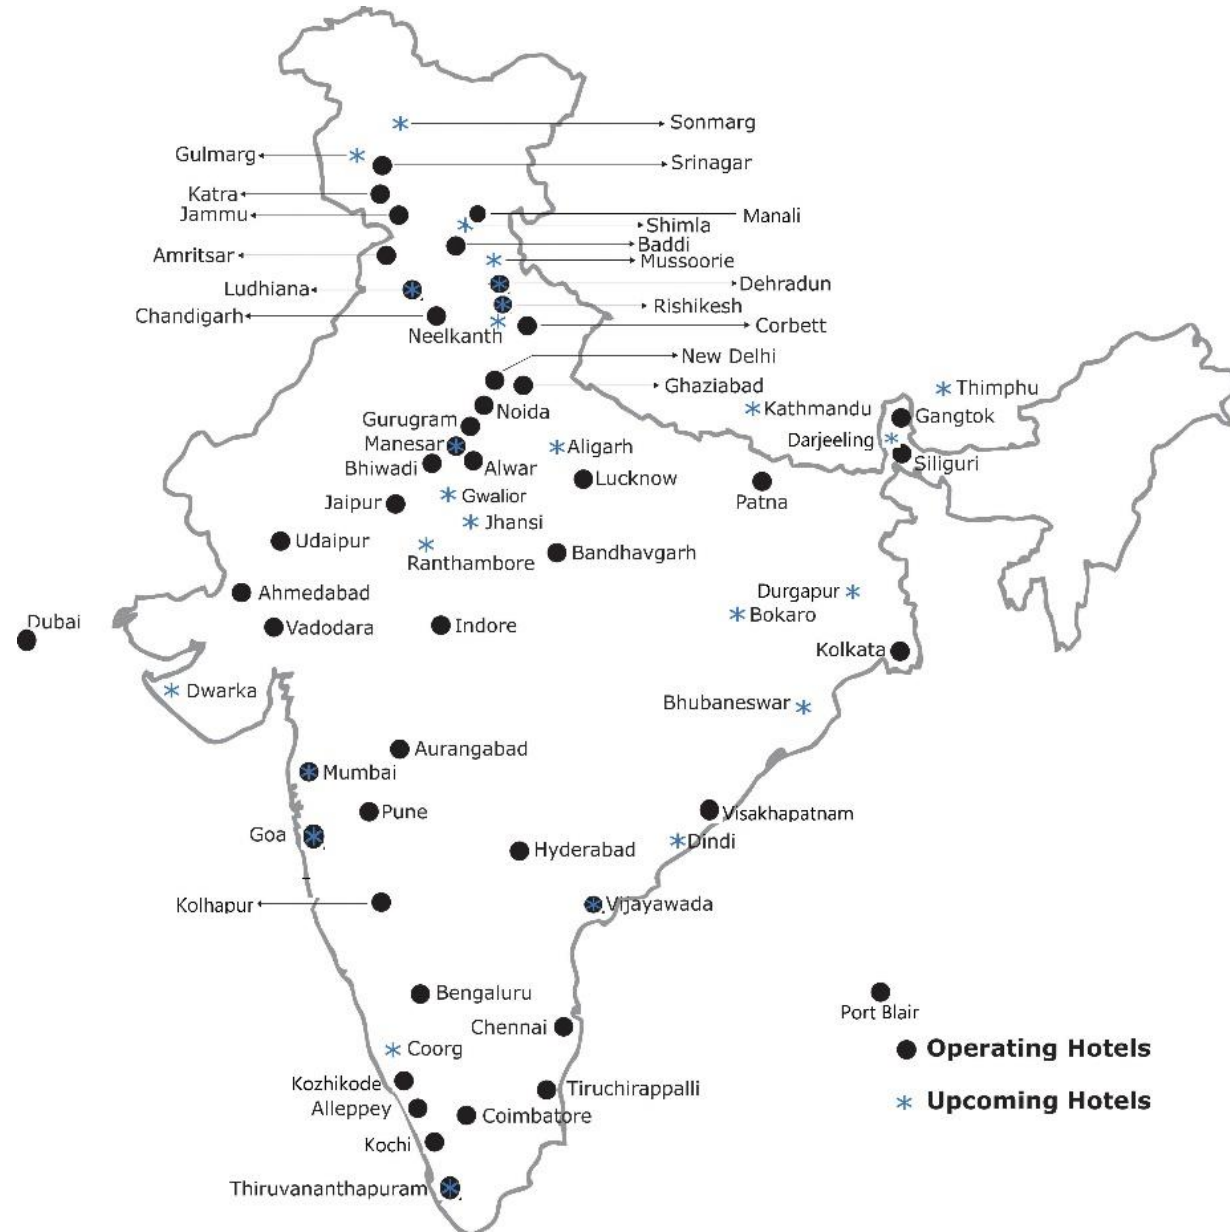 Sonmarg
Gulmarg
Srinagar
Katra
Jammu
Manali
Shimla
Baddi
Amritsar
Mussoorie
Dehradun
Ludhiana
Rishikesh
Chandigarh
Corbett
Neelkanth
New Delhi
Ghaziabad
Thimphu
Noida
Kathmandu
Gangtok
Gurugram
Darjeeling
Manesar
Aligarh
Siliguri
Bhiwadi
Alwar
Lucknow
Patna
Gwalior
Jaipur
Jhansi
Udaipur
Bandhavgarh
Ranthambore
Ahmedabad
Durgapur
Bokaro
Dubai
Vadodara
Indore
Kolkata
Dwarka
Bhubaneswar
Aurangabad
Mumbai
Pune
Visakhapatnam
Goa
Dindi
Hyderabad
Kolhapur
Vijayawada
Bengaluru
Port Blair
Chennai
Operating Hotels
Coorg
Kozhikode
Tiruchirappalli
Upcoming Hotels
Alleppey
Coimbatore
Kochi
Thiruvananthapuram